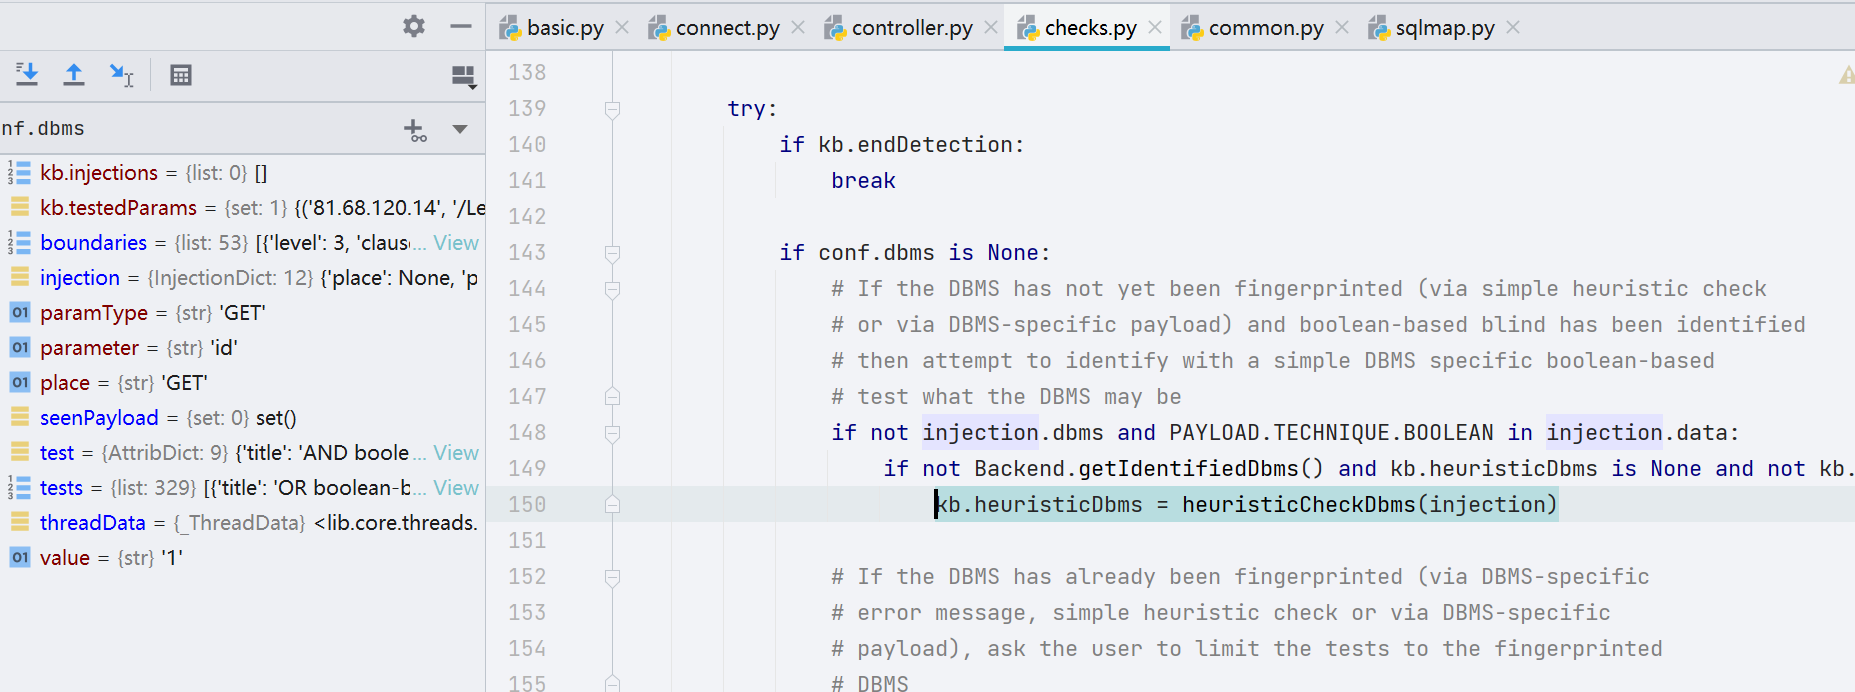 basic.py connect.py controller.py checks.py common.py sqlmap.py
nf.dbms
kb.injections = {list: 0} []
kb.testedParams = {set: 1} {('81.68.120.14', '/Le
boundaries = {list: 53} [{'level': 3, 'claus... View
injection = {InjectionDict: 12} {'place': None, 'p
paramType = {str} 'GET'
parameter = {str} 'id'
place = {str} 'GET'
seenPayload = {set: 0} set()
test = {AttribDict: 9} {'title': 'AND boole... View
tests = {list: 329} [{'title': 'OR boolean-b... View
threadData = {_ThreadData} <lib.core.threads.
value = {str} '1'
138
139 try:
140 if kb.endDetection:
141 break
142
143 if conf.dbms is None:
144 # If the DBMS has not yet been fingerprinted (via simple heuristic check
145 # or via DBMS-specific payload) and boolean-based blind has been identified
146 # then attempt to identify with a simple DBMS specific boolean-based
147 # test what the DBMS may be
148 if not injection.dbms and PAYLOAD.TECHNIQUE.BOOLEAN in injection.data:
149 if not Backend.getIdentifiedDbms() and kb.heuristicDbms is None and not kb.
150 kb.heuristicDbms = heuristicCheckDbms(injection)
151
152 # If the DBMS has already been fingerprinted (via DBMS-specific
153 # error message, simple heuristic check or via DBMS-specific
154 # payload), ask the user to limit the tests to the fingerprinted
155 # DBMS